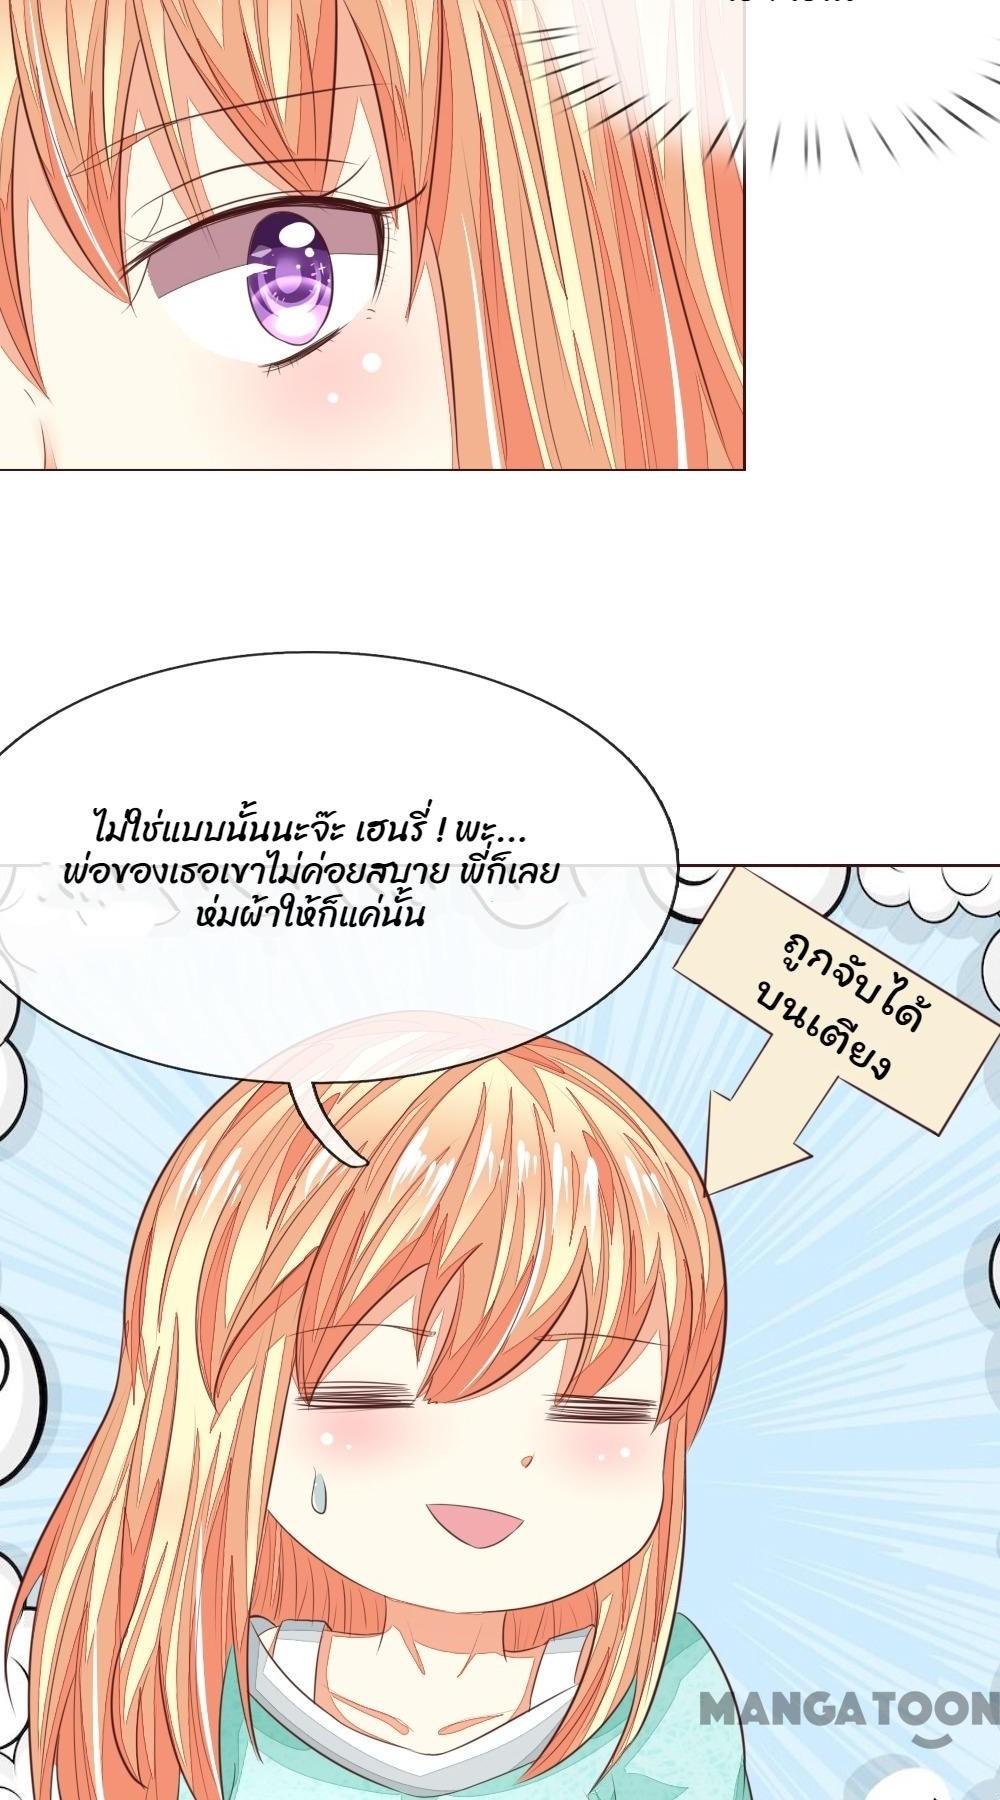 ไม่ใช่แบบนั้นนะจ๊ะ เฮนรี่ ! พะ...
พ่อของเธอเขาไม่ค่อยสบาย พี่ก็เลย
ห่มผ้าให้ก็แค่นั้น
ถูกจับได้
บนเตียง
MANGATOON